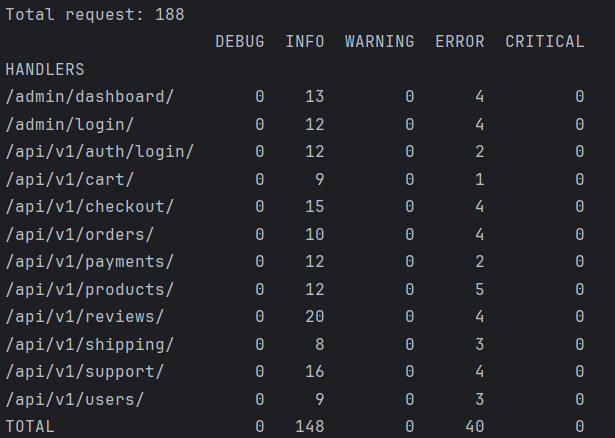 Total request: 188
DEBUG INFO WARNING ERROR CRITICAL
HANDLERS
/admin/dashboard/ 0 13 0 4 0
/admin/login/ 0 12 0 4 0
/api/v1/auth/login/ 0 12 0 2 0
/api/v1/cart/ 0 9 0 1 0
/api/v1/checkout/ 0 15 0 4 0
/api/v1/orders/ 0 10 0 4 0
/api/v1/payments/ 0 12 0 2 0
/api/v1/products/ 0 12 0 5 0
/api/v1/reviews/ 0 20 0 4 0
/api/v1/shipping/ 0 8 0 3 0
/api/v1/support/ 0 16 0 4 0
/api/v1/users/ 0 9 0 3 0
TOTAL 0 148 0 40 0